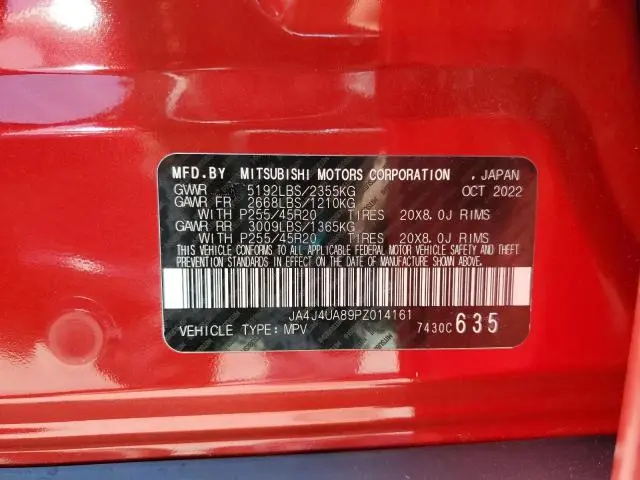 MFD.BY MITSUBISHI MOTORS CORPORATION , JAPAN
GVWR 5192LBS/2355KG OCT 2022
GAWR FR 2668LBS/1210KG
WITH P255/45R20 TIRES 20X8.0J RIMS
GAWR RR 3009LBS/1365KG
WITH P255/45R20 TIRES 20X8.0J RIMS
THIS VEHICLE CONFORMS TO ALL APPLICABLE FEDERAL MOTOR VEHICLE SAFETY AND THEFT
PREVENTION STANDARDS IN EFFECT ON THE DATE OF MANUFACTURE SHOWN ABOVE.
JA4J4UA89PZ014161
VEHICLE TYPE: MPV 7430C 635